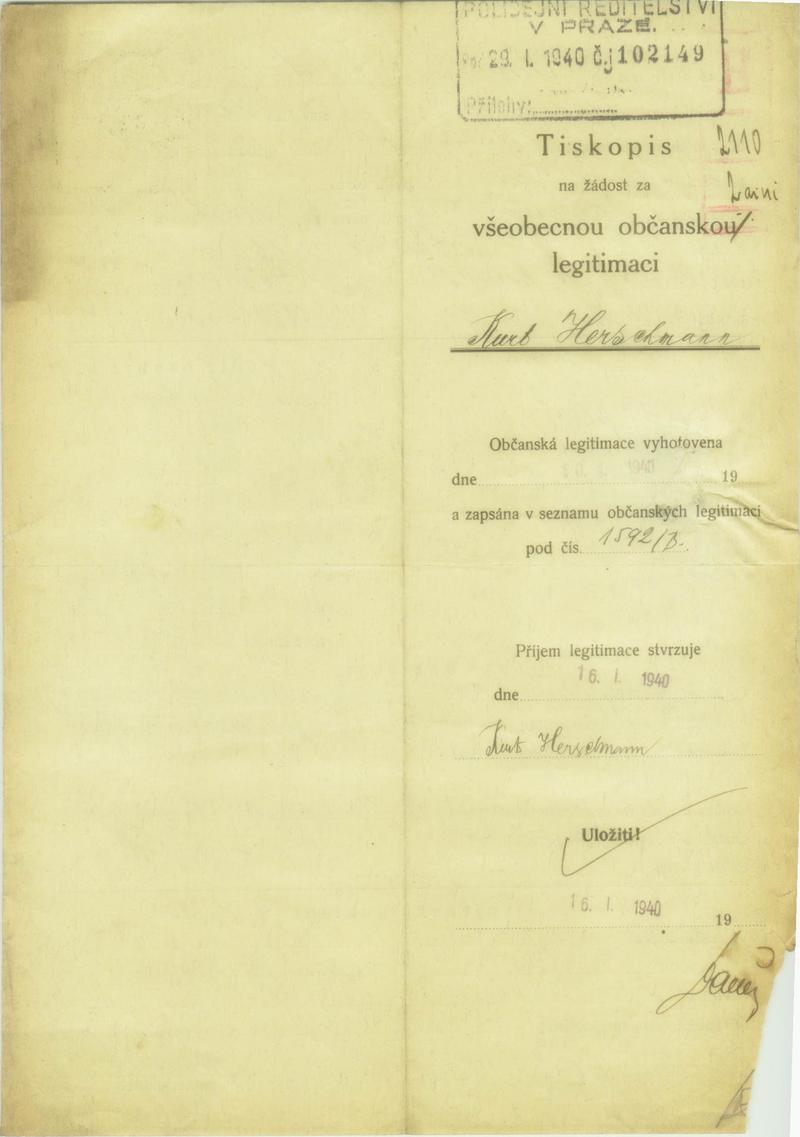 POLICEJNÍ ŘEDITELSTVÍ
V PRAZE.
29. I. 1940 Č.j 102149
Přílohy:
Tiskopis
2110
na žádost za
všeobecnou občanskou
legitimaci
Kurt Herschmann
Občanská legitimace vyhotovena
1940
dne 19
a zapsána v seznamu občanských legitimací
pod čís. 1592/B.
Příjem legitimace stvrzuje
16. I. 1940
dne
Kurt Herschmann
Uložiti!
16. I. 1940
19